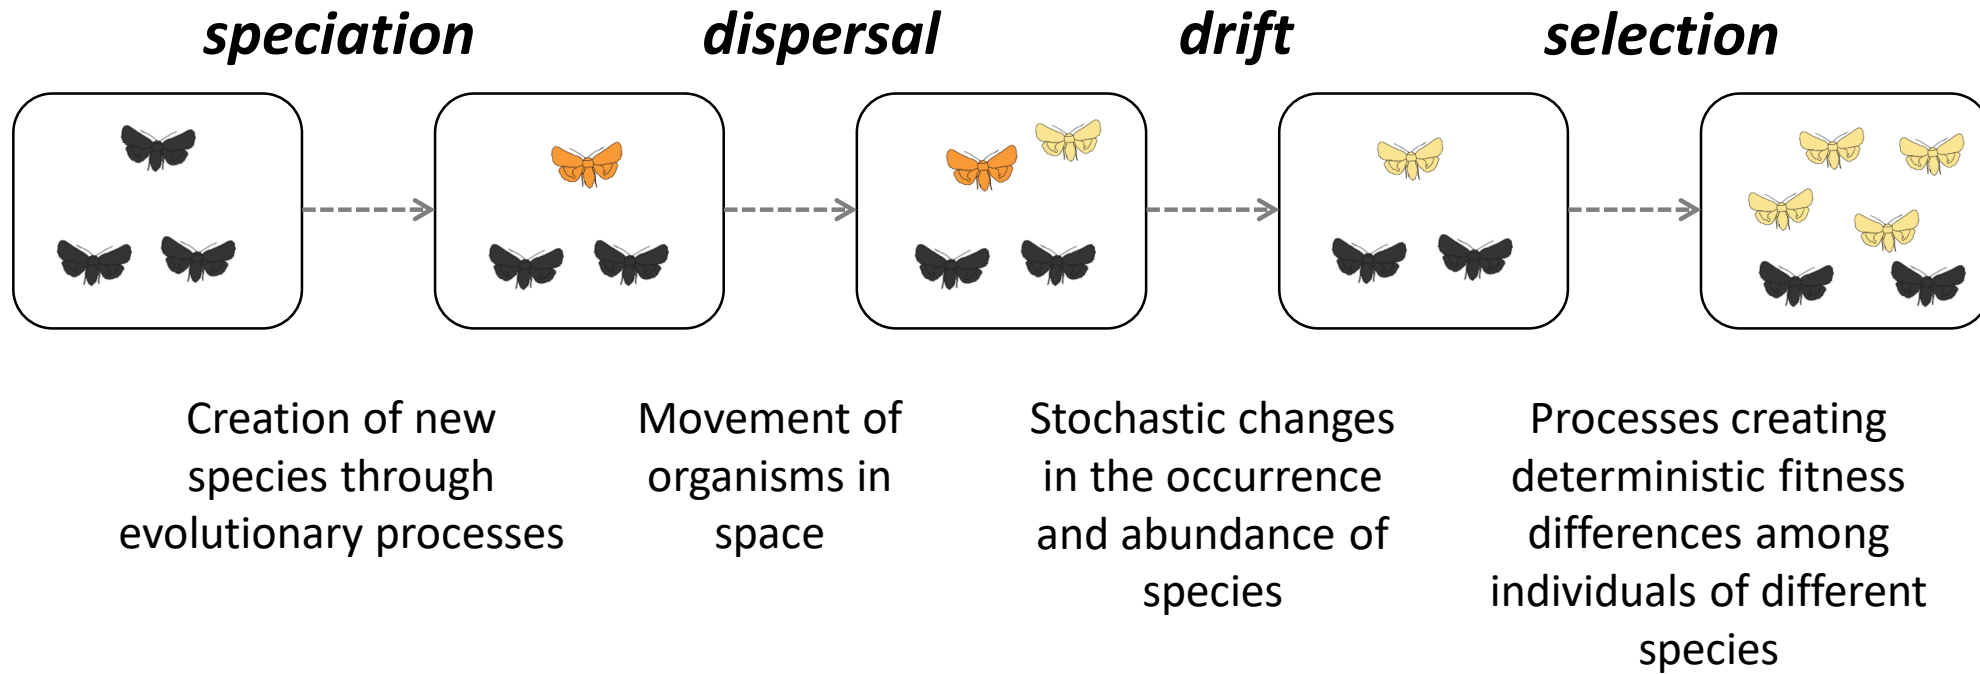 speciation
dispersal
drift
selection
Creation of new
species through
evolutionary processes
Movement of
organisms in
space
Stochastic changes
in the occurrence
and abundance of
species
Processes creating
deterministic fitness
differences among
individuals of different
species